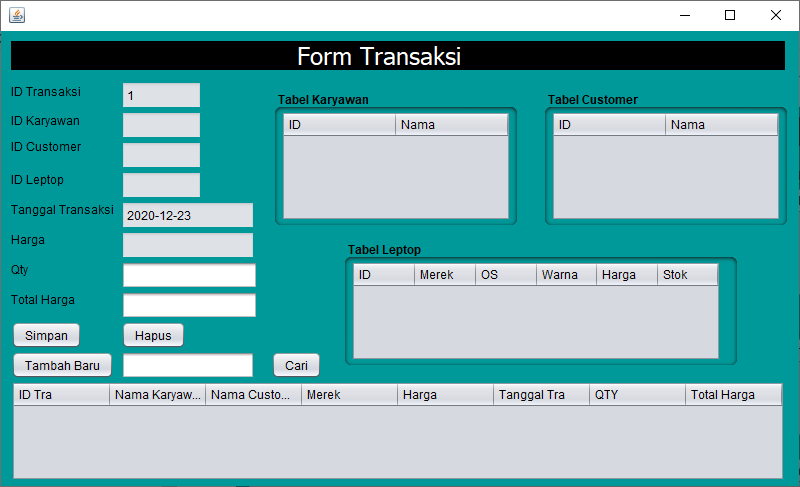 Form Transaksi
ID Transaksi 1
ID Karyawan
ID Customer
ID Leptop
Tanggal Transaksi 2020-12-23
Harga
Qty
Total Harga
Simpan Hapus
Tambah Baru Cari
Tabel Karyawan
ID Nama
Tabel Customer
ID Nama
Tabel Leptop
ID Merek OS Warna Harga Stok
ID Tra Nama Karyaw... Nama Custo... Merek Harga Tanggal Tra QTY Total Harga